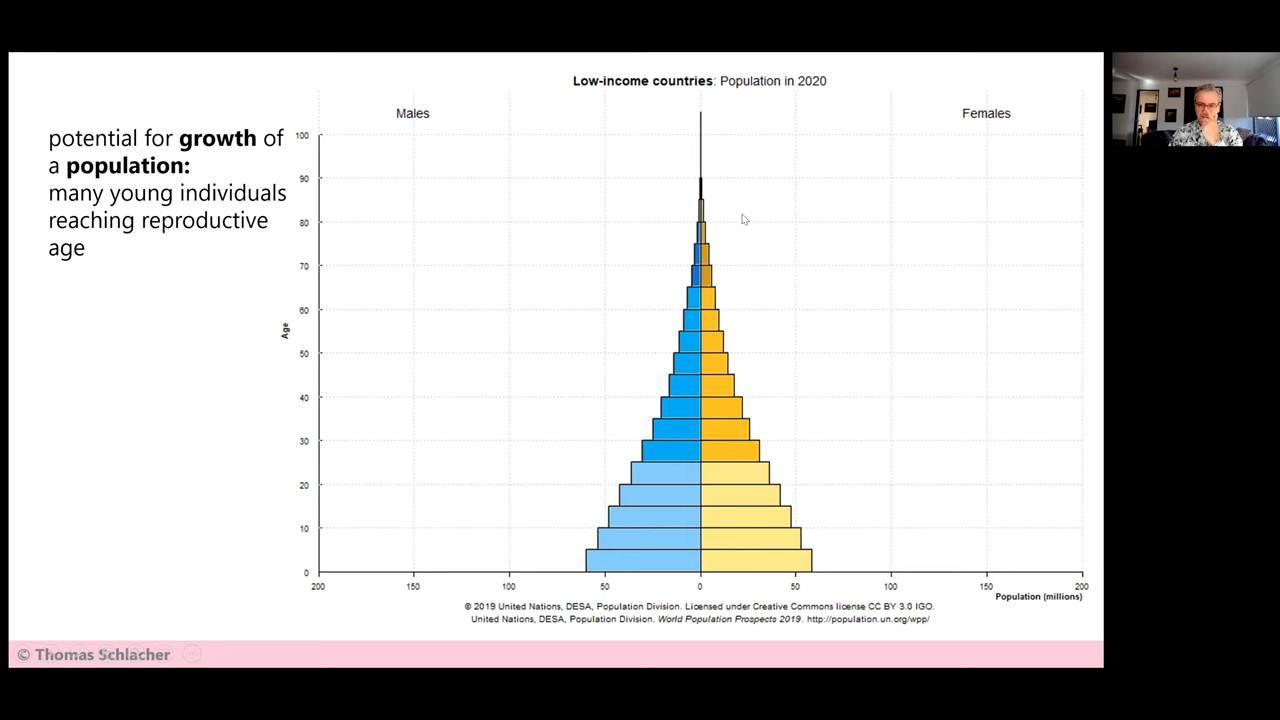 Low-income countries: Population in 2020
Males
Females
potential for growth of
a population:
many young individuals
reaching reproductive
age
Age
100
90
80
70
60
50
40
30
20
10
0
200 150 100 50 0 50 100 150 200
Population (millions)
© 2019 United Nations, DESA, Population Division. Licensed under Creative Commons license CC BY 3.0 IGO.
United Nations, DESA, Population Division. World Population Prospects 2019. http://population.un.org/wpp/
© Thomas Schlacher